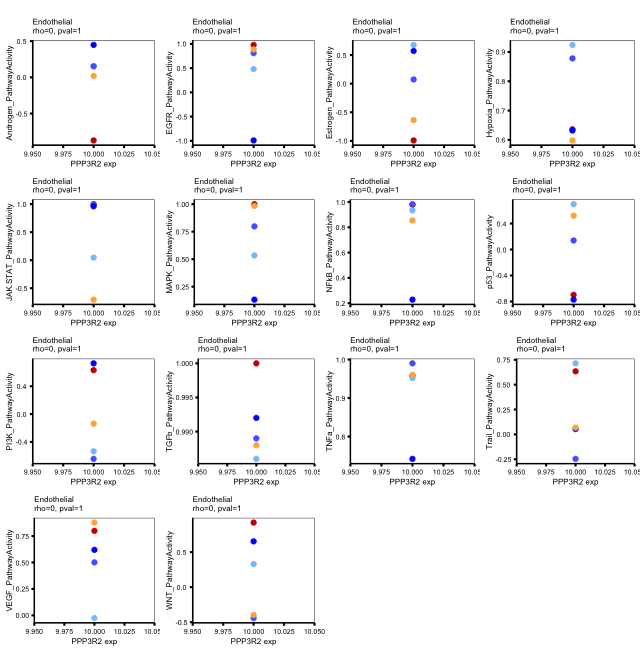 Endothelial
rho=0, pval=1
Androgen_PathwayActivity
0.5
0.0
-0.5
9.950 9.975 10.000 10.025 10.05
PPP3R2 exp
Endothelial
rho=0, pval=1
EGFR_PathwayActivity
1.0
0.5
0.0
-0.5
-1.0
9.950 9.975 10.000 10.025 10.05
PPP3R2 exp
Endothelial
rho=0, pval=1
Estrogen_PathwayActivity
0.5
0.0
-0.5
-1.0
9.950 9.975 10.000 10.025 10.05
PPP3R2 exp
Endothelial
rho=0, pval=1
Hypoxia_PathwayActivity
0.9
0.8
0.7
0.6
9.950 9.975 10.000 10.025 10.05
PPP3R2 exp
Endothelial
rho=0, pval=1
JAK.STAT_PathwayActivity
1.0
0.5
0.0
-0.5
9.950 9.975 10.000 10.025 10.05
PPP3R2 exp
Endothelial
rho=0, pval=1
MAPK_PathwayActivity
1.00
0.75
0.50
0.25
9.950 9.975 10.000 10.025 10.05
PPP3R2 exp
Endothelial
rho=0, pval=1
NFkB_PathwayActivity
1.0
0.8
0.6
0.4
0.2
9.950 9.975 10.000 10.025 10.05
PPP3R2 exp
Endothelial
rho=0, pval=1
p53_PathwayActivity
0.4
0.0
-0.4
-0.8
9.950 9.975 10.000 10.025 10.05
PPP3R2 exp
Endothelial
rho=0, pval=1
PI3K_PathwayActivity
0.4
0.0
-0.4
9.950 9.975 10.000 10.025 10.05
PPP3R2 exp
Endothelial
rho=0, pval=1
TGFb_PathwayActivity
1.000
0.995
0.990
9.950 9.975 10.000 10.025 10.05
PPP3R2 exp
Endothelial
rho=0, pval=1
TNFa_PathwayActivity
1.0
0.9
0.8
9.950 9.975 10.000 10.025 10.05
PPP3R2 exp
Endothelial
rho=0, pval=1
Trail_PathwayActivity
0.75
0.50
0.25
0.00
-0.25
9.950 9.975 10.000 10.025 10.05
PPP3R2 exp
Endothelial
rho=0, pval=1
VEGF_PathwayActivity
0.75
0.50
0.25
0.00
9.950 9.975 10.000 10.025 10.05
PPP3R2 exp
Endothelial
rho=0, pval=1
WNT_PathwayActivity
0.5
0.0
-0.5
9.950 9.975 10.000 10.025 10.050
PPP3R2 exp